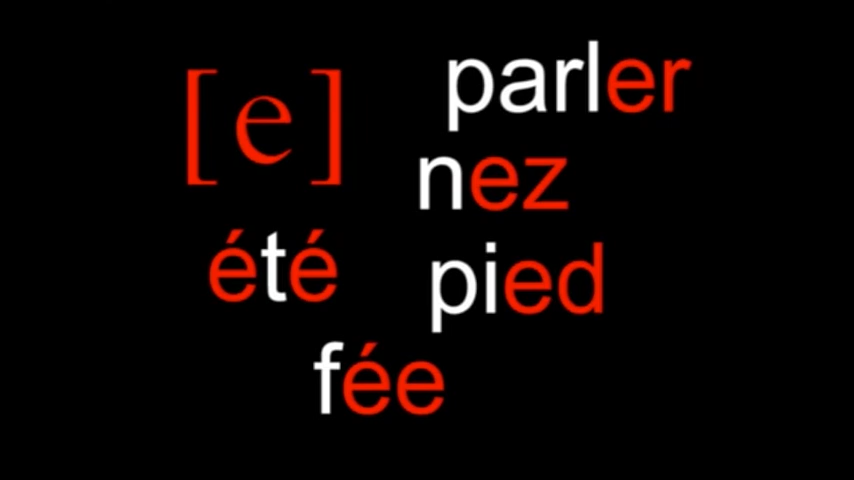 [e]
parler
nez
été
pied
fée